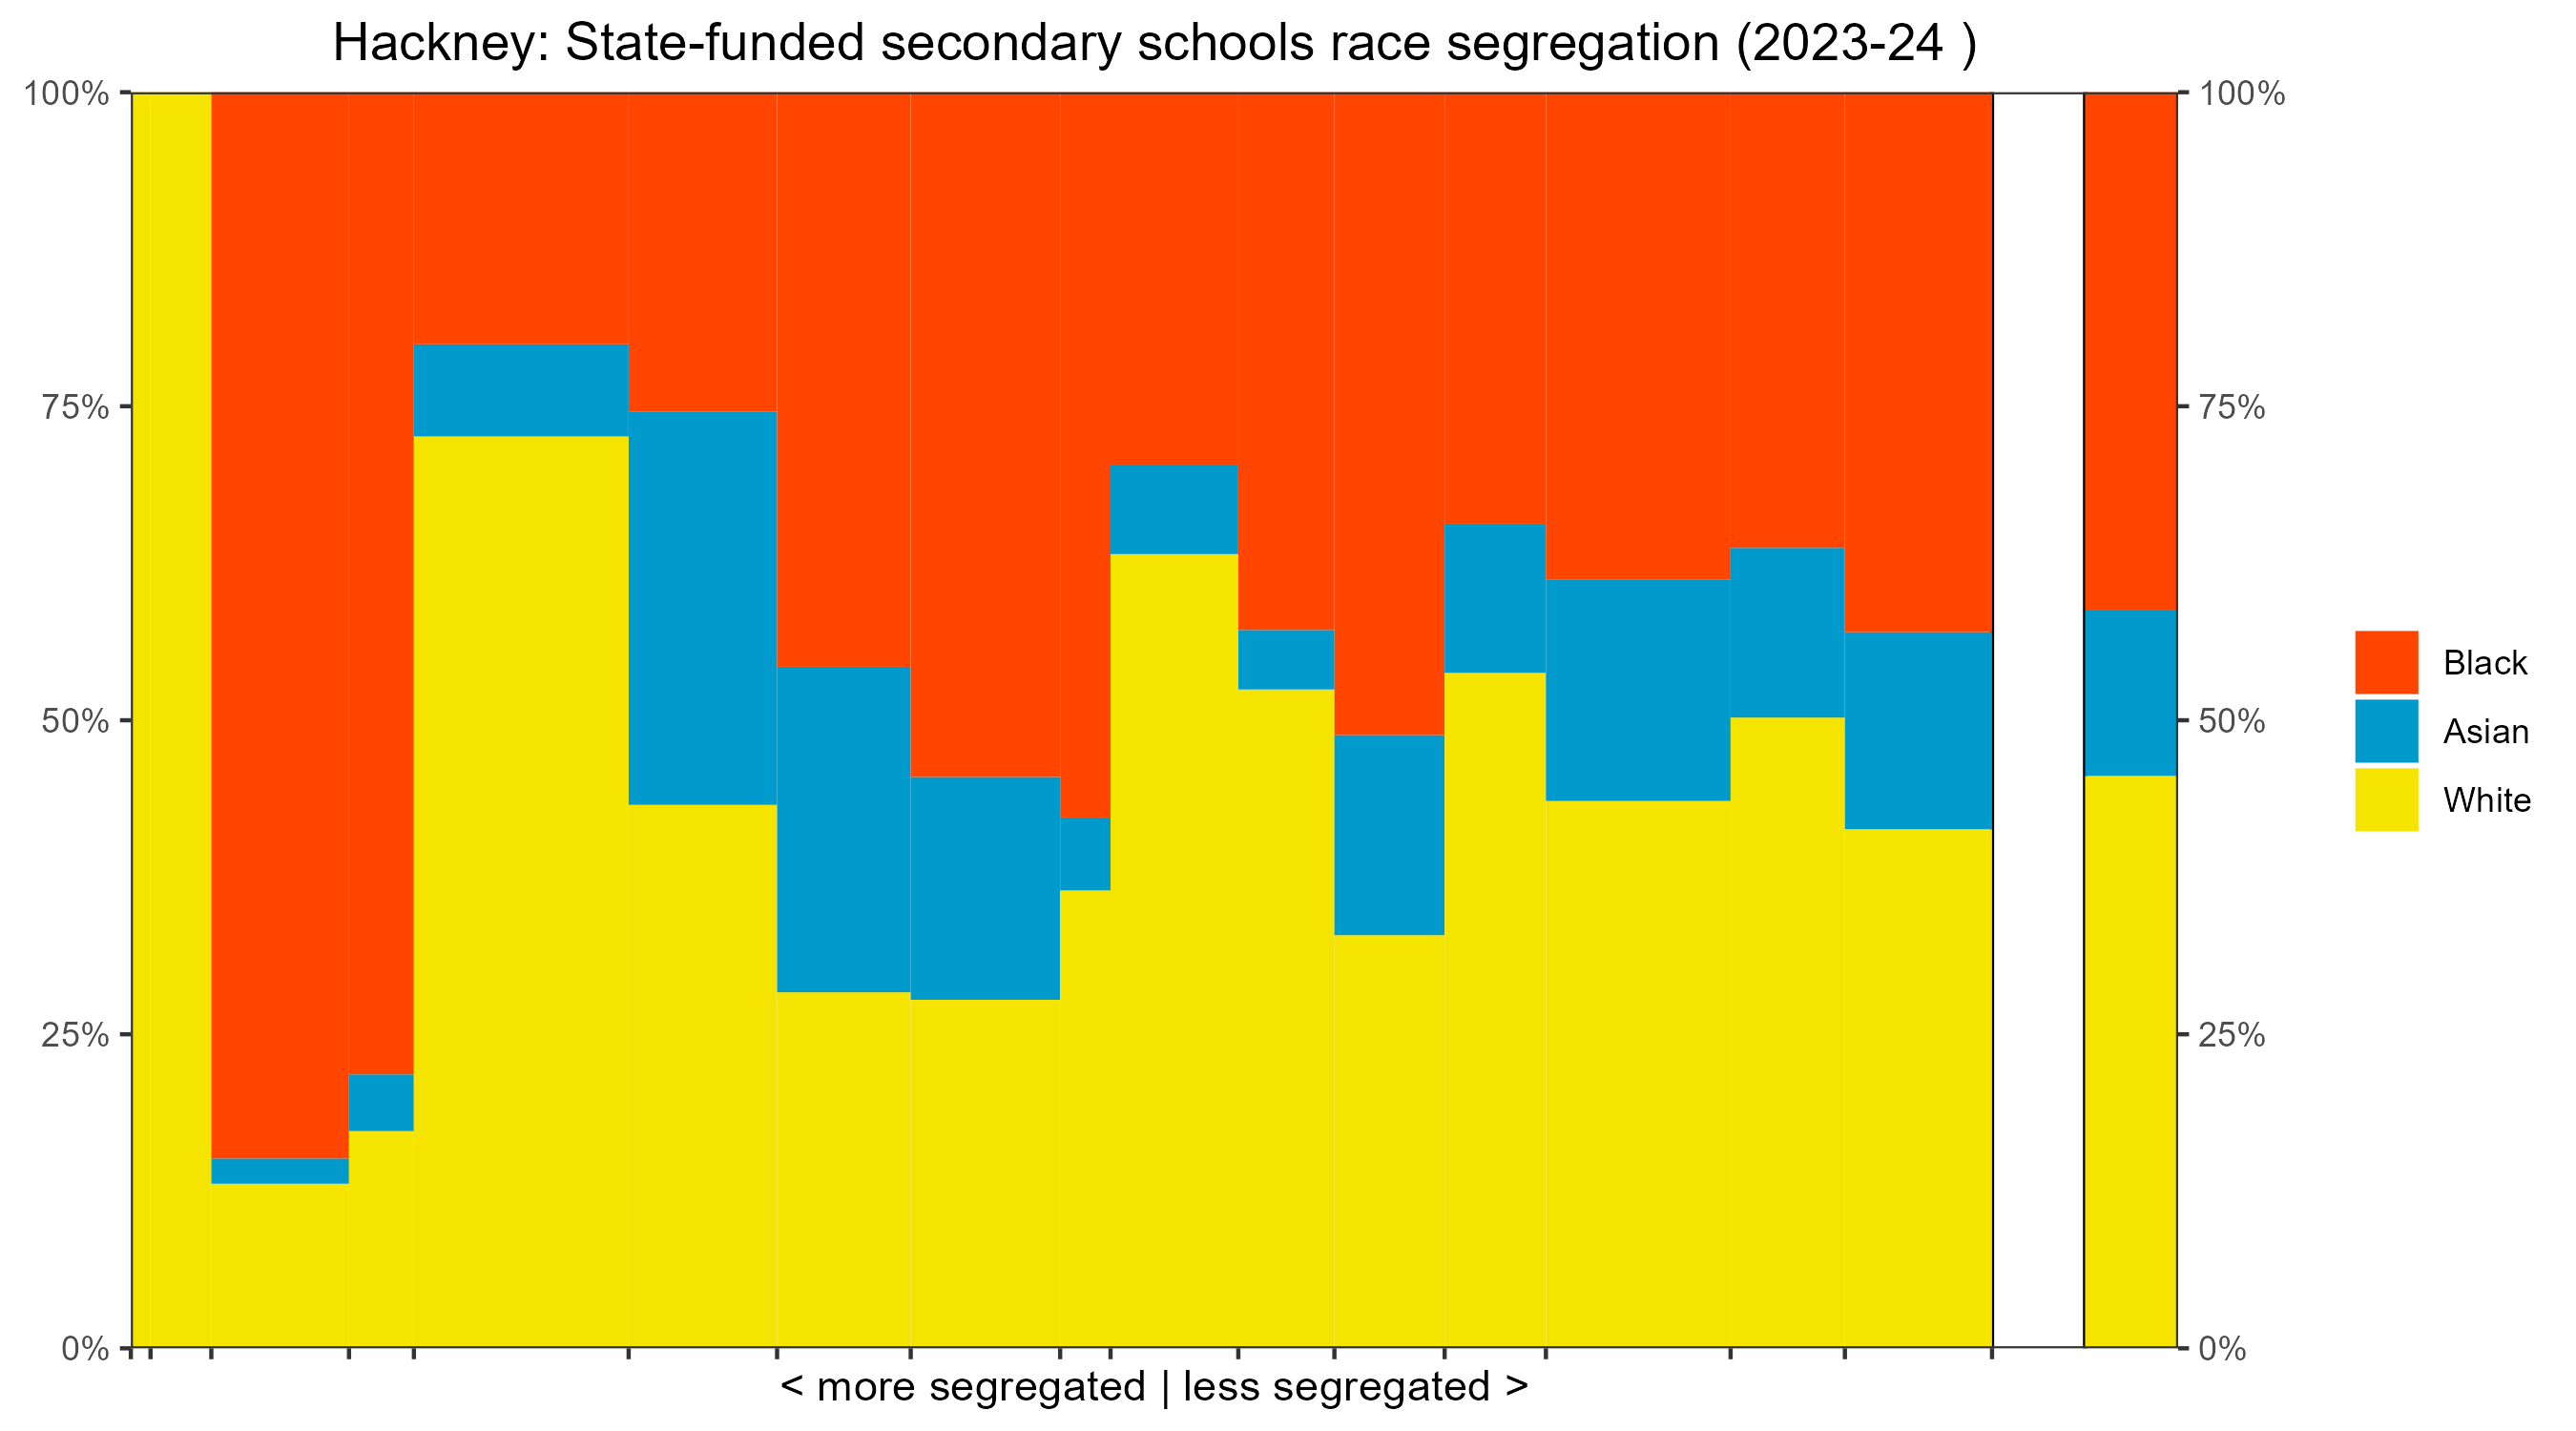 Hackney: State-funded secondary schools race segregation (2023-24 )
100%
75%
50%
25%
0%
100%
75%
50%
25%
0%
Black
Asian
White
< more segregated | less segregated >